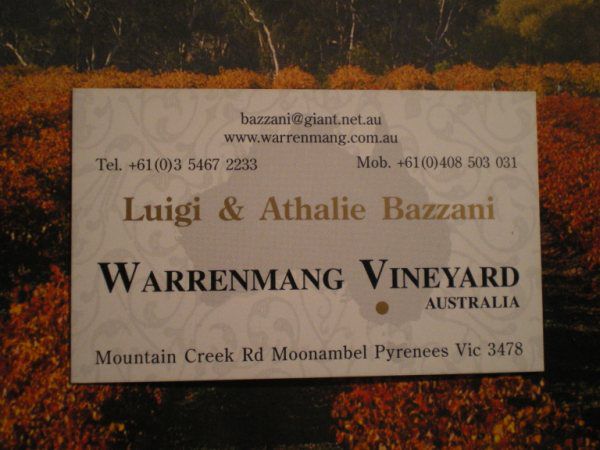 bazzani@giant.net.au
www.warrenmang.com.au
Tel. +61(0)3 5467 2233 Mob. +61(0)408 503 031
Luigi & Athalie Bazzani
WARRENMANG VINEYARD
AUSTRALIA
Mountain Creek Rd Moonambel Pyrenees Vic 3478